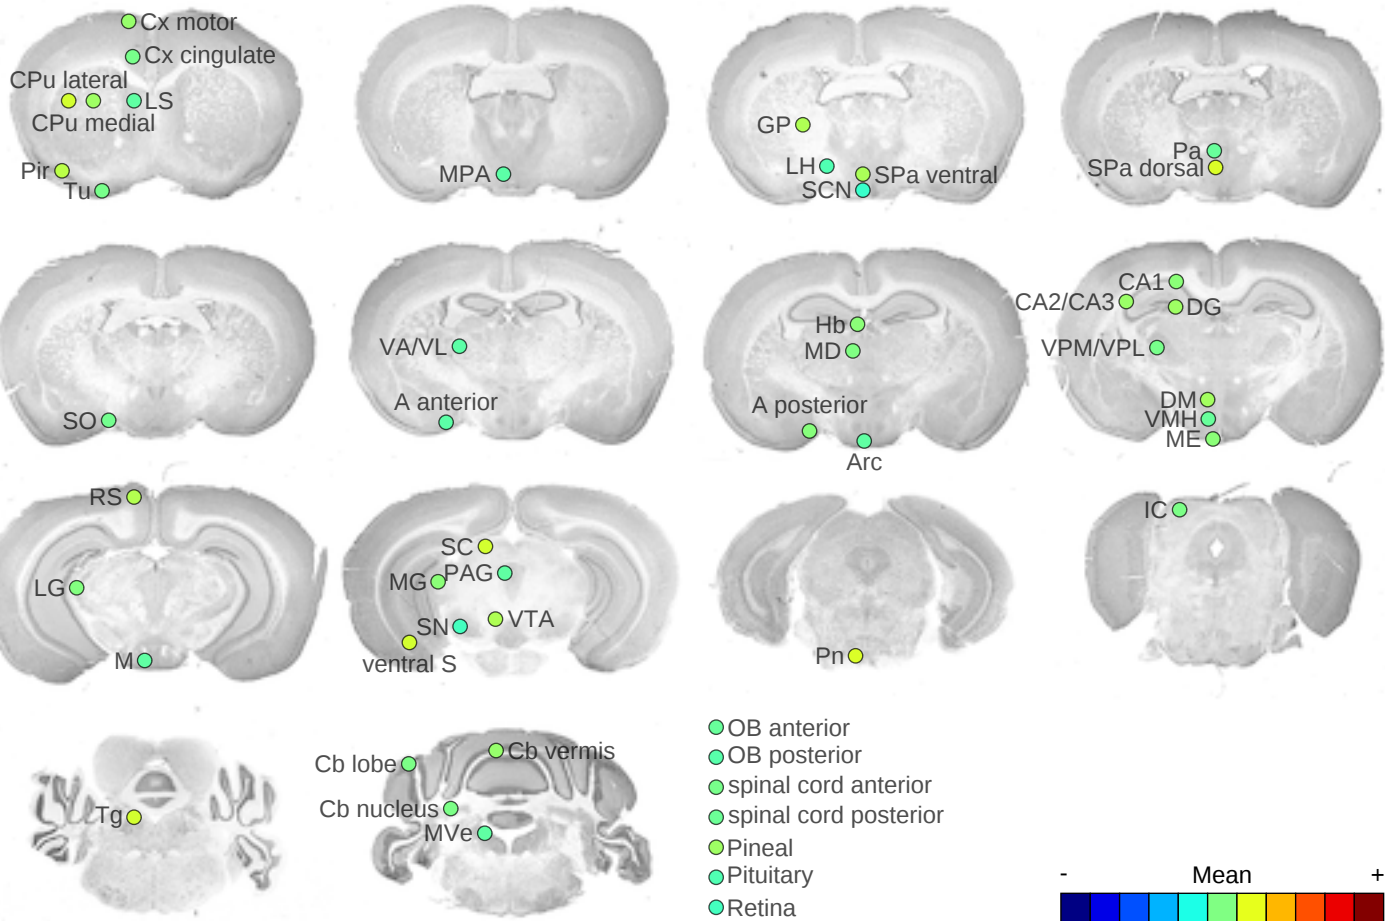 Cx motor
Cx cingulate
CPu lateral
LS
CPu medial
Pir
Tu
MPA
GP
LH
SPa ventral
SCN
Pa
SPa dorsal
SO
VA/VL
A anterior
Hb
MD
A posterior
Arc
CA1
CA2/CA3
DG
VPM/VPL
DM
VMH
ME
RS
LG
M
SC
PAG
MG
VTA
SN
ventral S
Pn
IC
Tg
Cb lobe
Cb vermis
Cb nucleus
MVe
OB anterior
OB posterior
spinal cord anterior
spinal cord posterior
Pineal
Pituitary
Retina
- Mean +